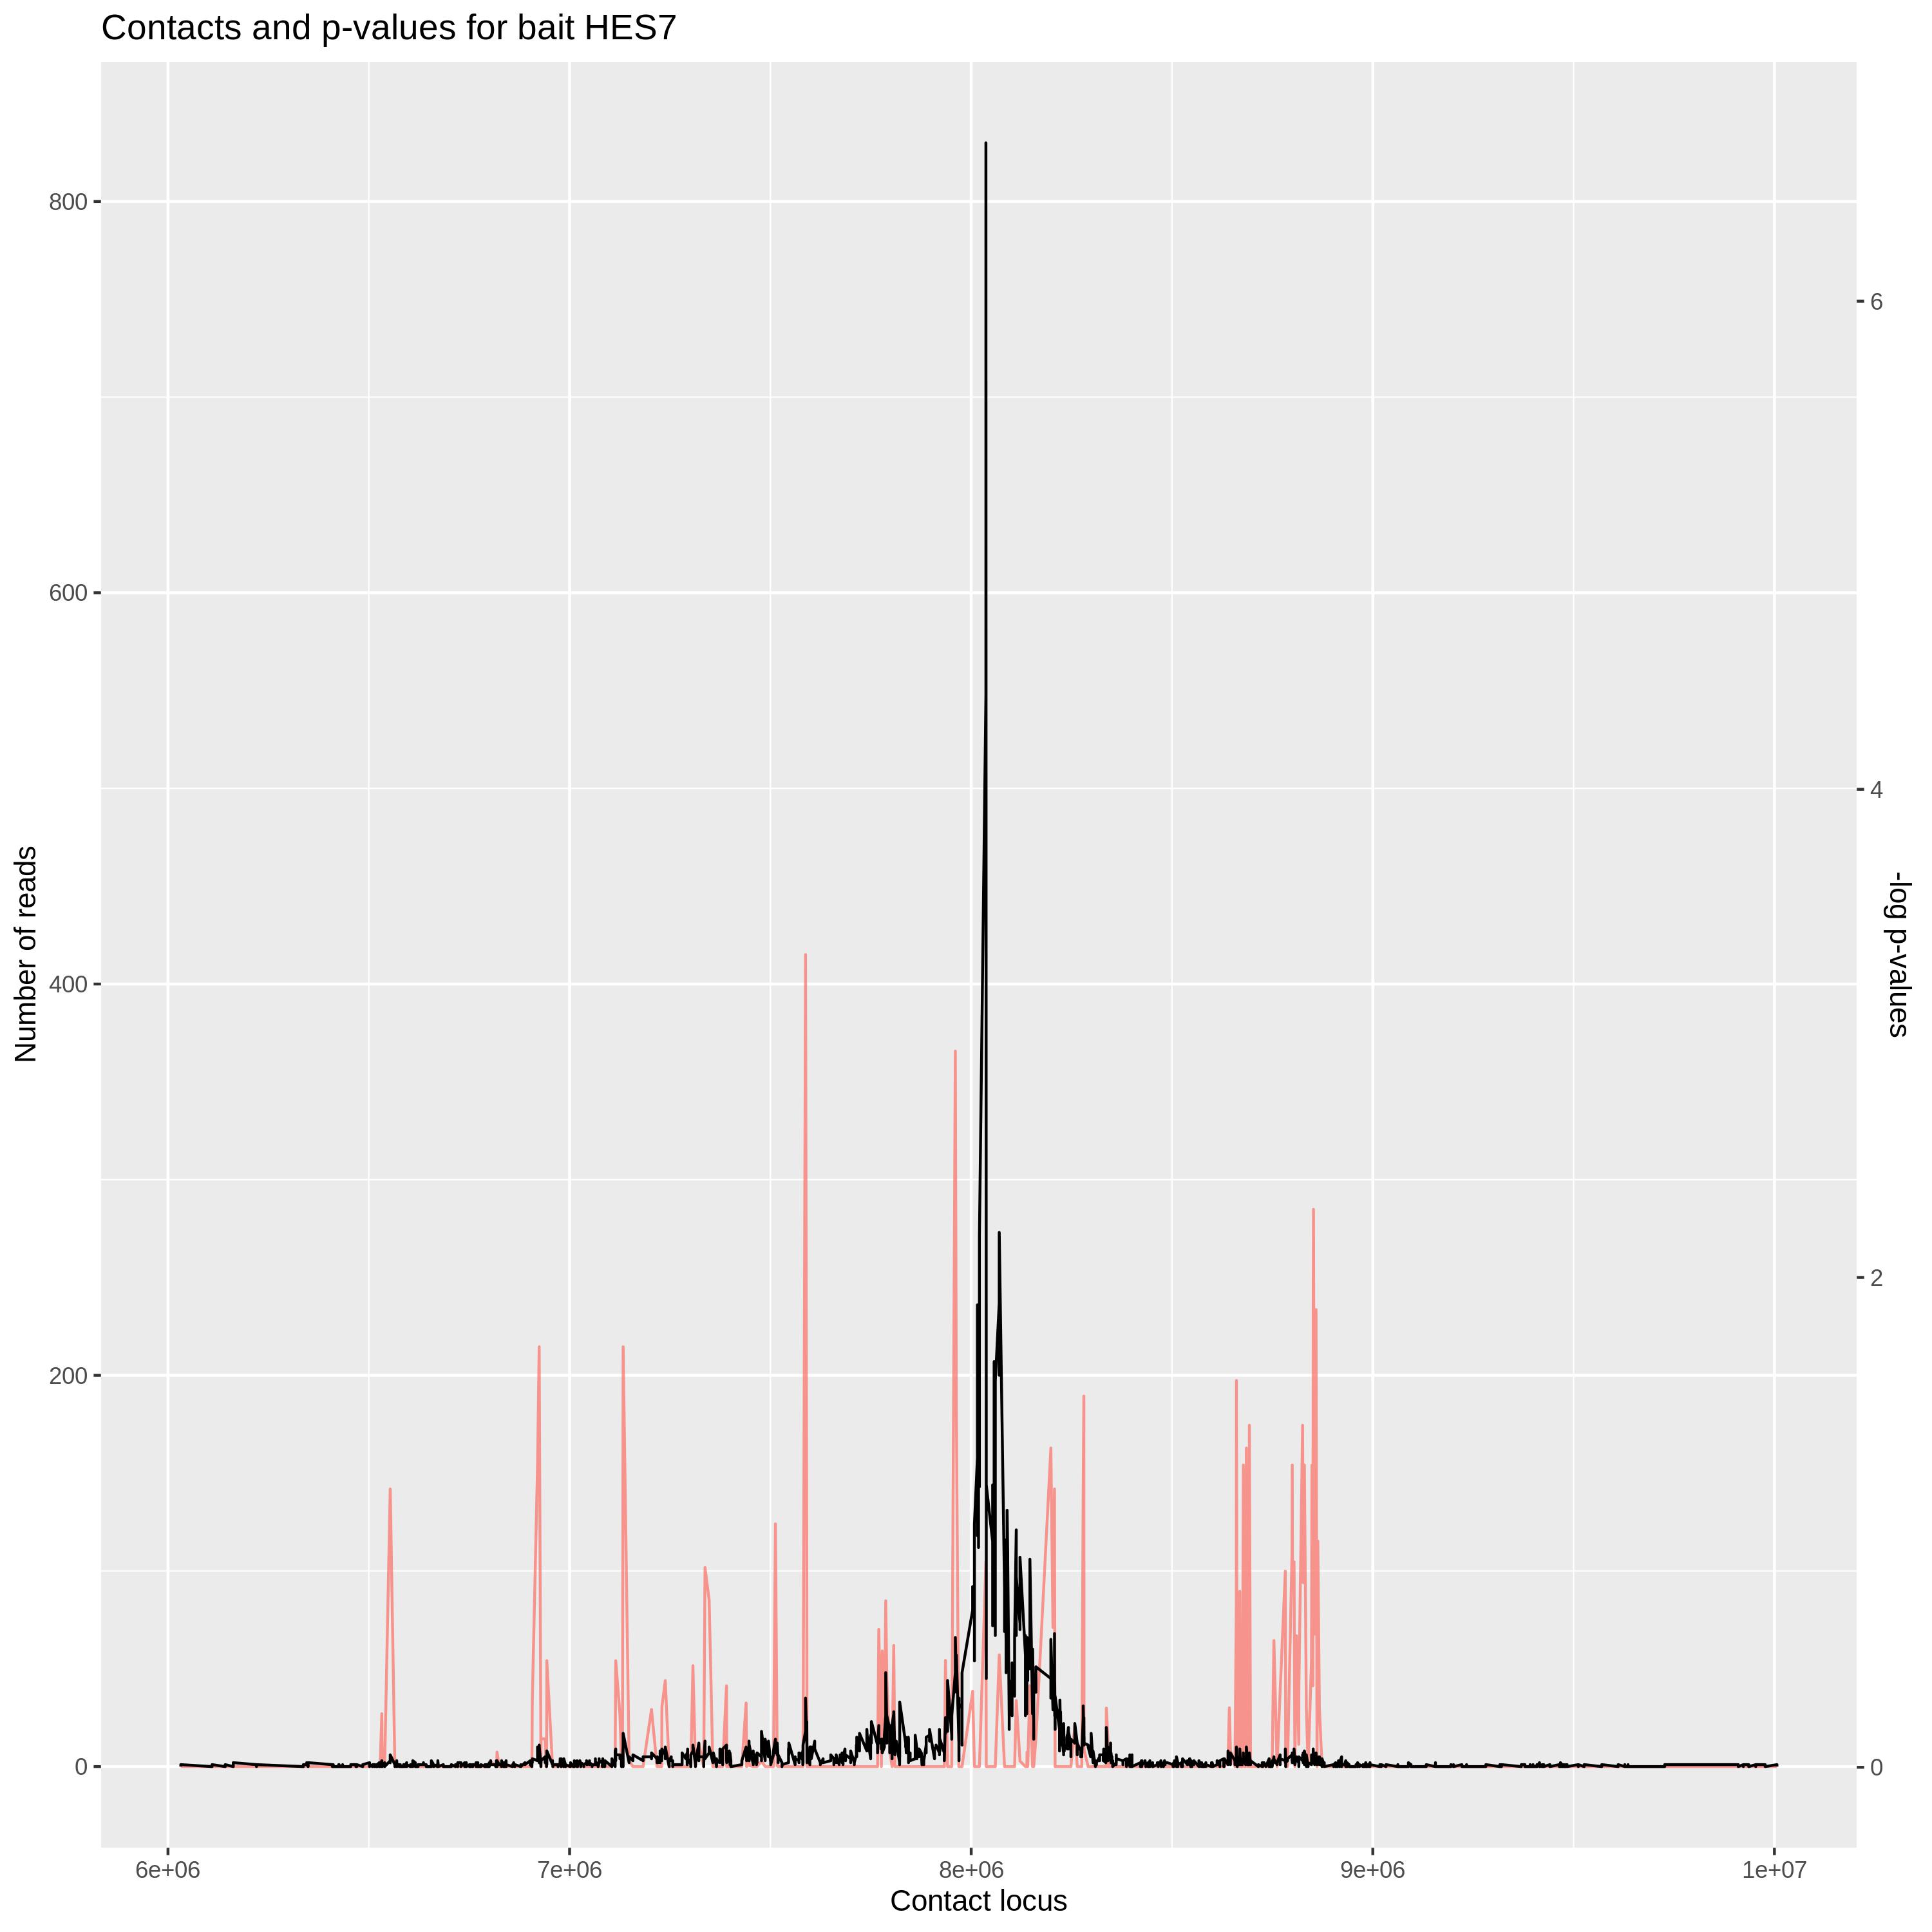 Contacts and p-values for bait HES7
800
600
400
200
0
Number of reads
6
4
2
0
-log p-values
6e+06
7e+06
8e+06
9e+06
1e+07
Contact locus